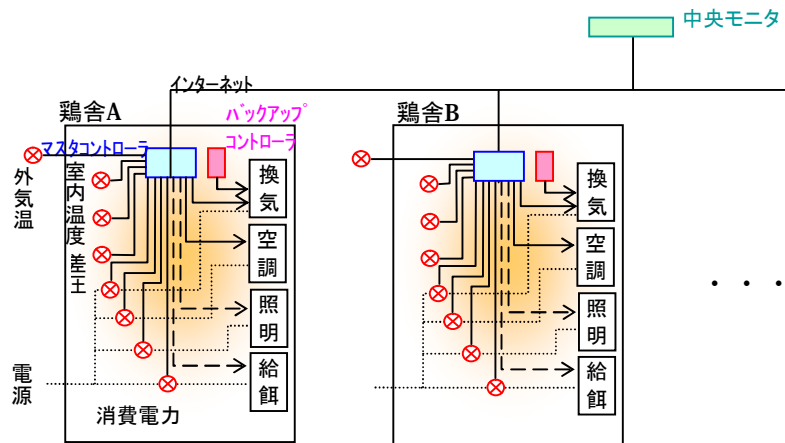 中央モニタ
インターネット
鶏舎A
バックアップ
コントローラ
マスタコントローラ
外気温
室内温度
差圧
換気
空調
照明
給餌
電源
消費電力
鶏舎B
換気
空調
照明
給餌
・・・